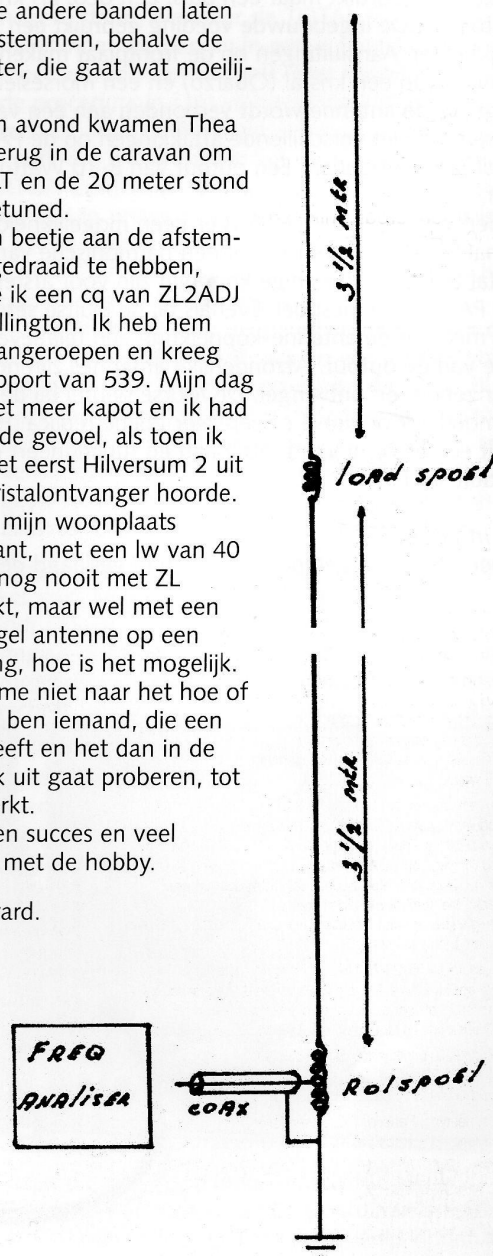 e andere banden laten
stemmen, behalve de
ter, die gaat wat moeilij-
n avond kwamen Thea
erug in de caravan om
T en de 20 meter stond
etuned.
n beetje aan de afstem-
gedraaid te hebben,
e ik een cq van ZL2ADJ
llington. Ik heb hem
angeroepen en kreeg
pport van 539. Mijn dag
et meer kapot en ik had
de gevoel, als toen ik
et eerst Hilversum 2 uit
ristalontvanger hoorde.
mijn woonplaats
ant, met een lw van 40
nog nooit met ZL
kt, maar wel met een
gel antenne op een
ng, hoe is het mogelijk.
me niet naar het hoe of
ben iemand, die een
eeft en het dan in de
k uit gaat proberen, tot
rkt.
en succes en veel
met de hobby.
ard.
3 1/2 MER
load spoel
3 1/2 MER
FREQ
ANALISER
COAX
Rolspoel